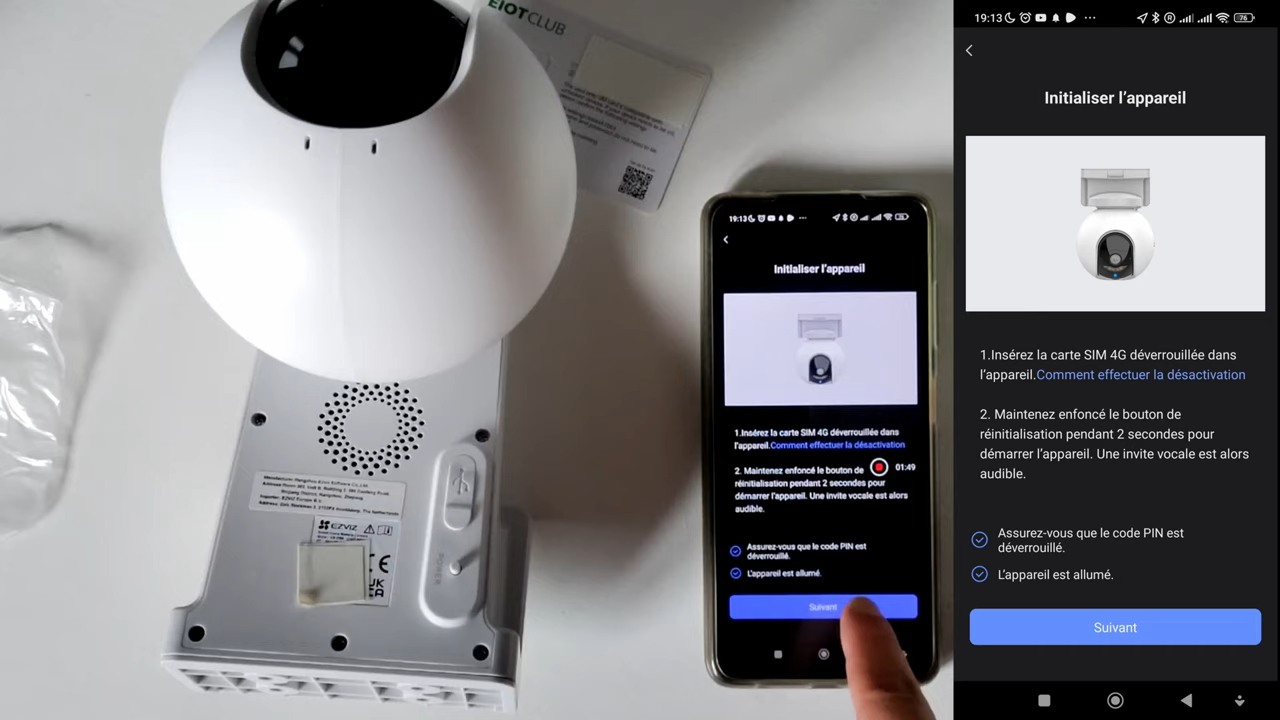 EIOTCLUB
Address: 24th Rotterdam
EZVIZ
CE
POWER
19:13
Initialiser l'appareil
1.Insérez la carte SIM 4G déverrouillée dans
l'appareil.Comment effectuer la désactivation
2. Maintenez enfoncé le bouton de
01:49
réinitialisation pendant 2 secondes pour
démarrer l'appareil. Une invite vocale est alors
audible.
Assurez-vous que le code PIN est
déverrouillé.
L'appareil est allumé.
Suivant
19:13
76
Initialiser l'appareil
1.Insérez la carte SIM 4G déverrouillée dans
l'appareil.Comment effectuer la désactivation
2. Maintenez enfoncé le bouton de
réinitialisation pendant 2 secondes pour
démarrer l'appareil. Une invite vocale est alors
audible.
Assurez-vous que le code PIN est
déverrouillé.
L'appareil est allumé.
Suivant